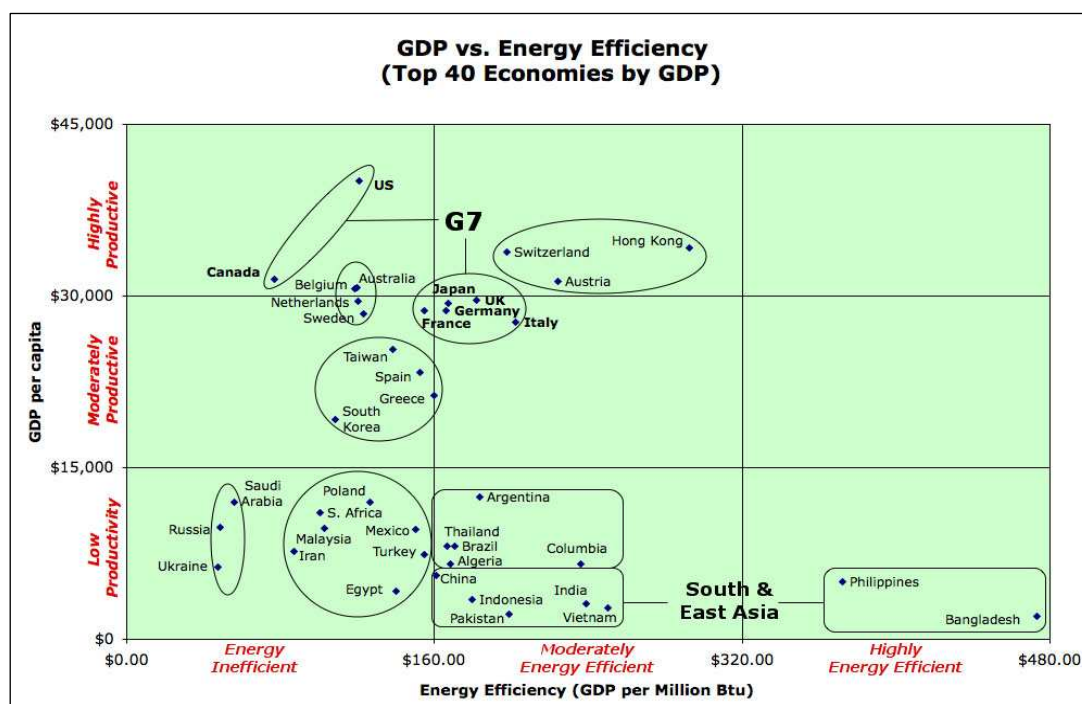 GDP vs. Energy Efficiency
(Top 40 Economies by GDP)
$45,000
US
G7
Hong Kong
Switzerland
Canada
Austria
Belgium
Australia
$30,000
Netherlands
Japan
UK
Sweden
Germany
France
Italy
Taiwan
Spain
Greece
South
Korea
$15,000
Saudi
Arabia
Poland
Argentina
S. Africa
Russia
Malaysia
Mexico
Thailand
Brazil
Iran
Turkey
Algeria
Columbia
Ukraine
China
Egypt
Indonesia
India
Pakistan
Vietnam
South &
East Asia
Philippines
Bangladesh
$0
$0.00
$160.00
$320.00
$480.00
Energy
Inefficient
Moderately
Energy Efficient
Highly
Energy Efficient
Energy Efficiency (GDP per Million Btu)
GDP per capita
Highly
Productive
Moderately
Productive
Low
Productivity